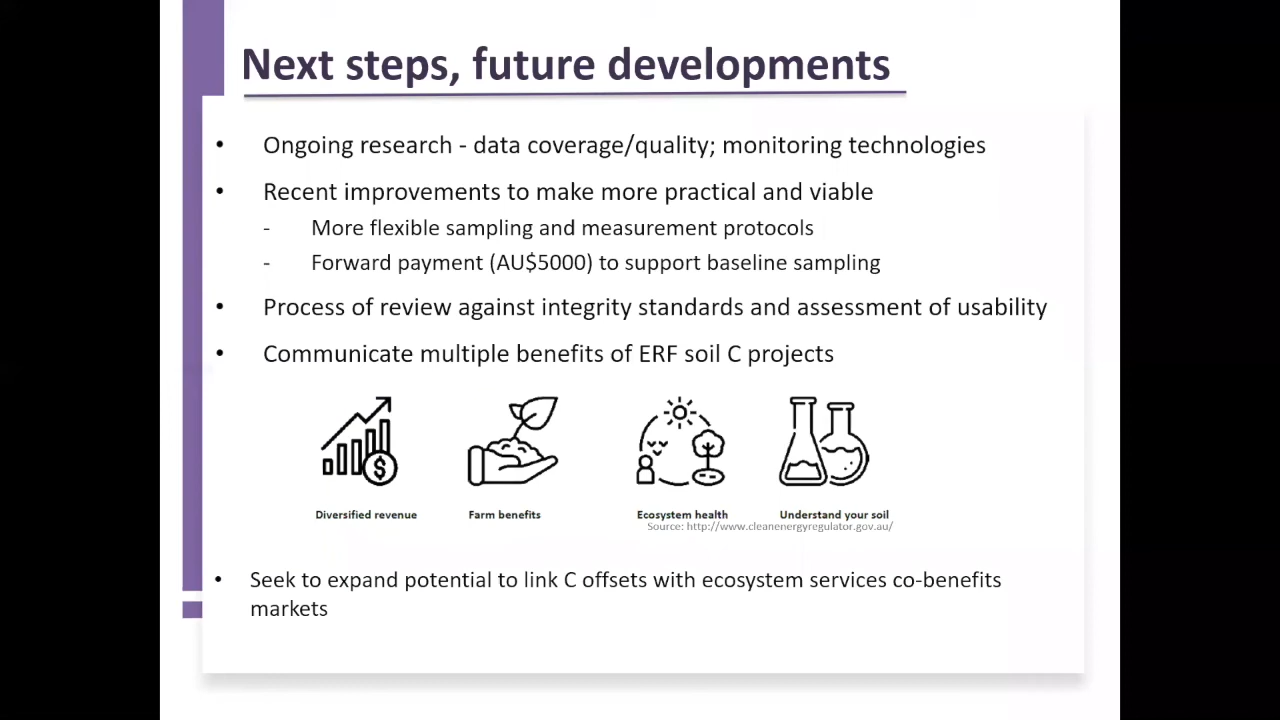 Next steps, future developments
• Ongoing research - data coverage/quality; monitoring technologies
• Recent improvements to make more practical and viable
- More flexible sampling and measurement protocols
- Forward payment (AU$5000) to support baseline sampling
• Process of review against integrity standards and assessment of usability
• Communicate multiple benefits of ERF soil C projects
$
Diversified revenue Farm benefits Ecosystem health Understand your soil
Source: http://www.cleanenergyregulator.gov.au/
• Seek to expand potential to link C offsets with ecosystem services co-benefits
markets